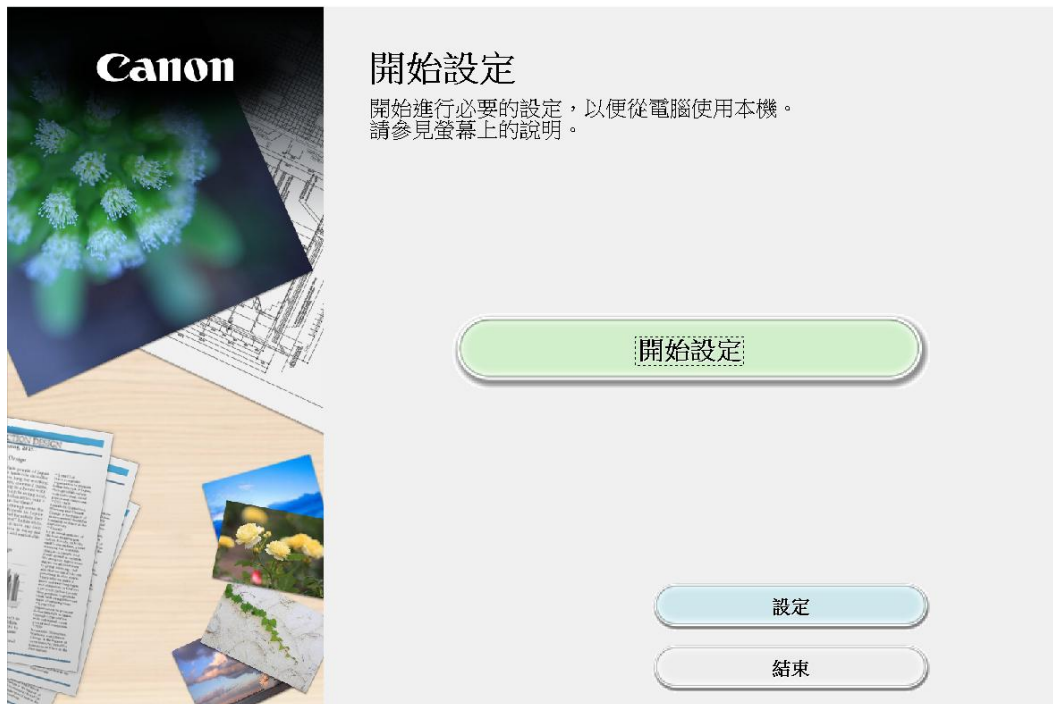 Canon
開始設定
開始進行必要的設定，以便從電腦使用本機。
請參見螢幕上的說明。
開始設定
設定
結束